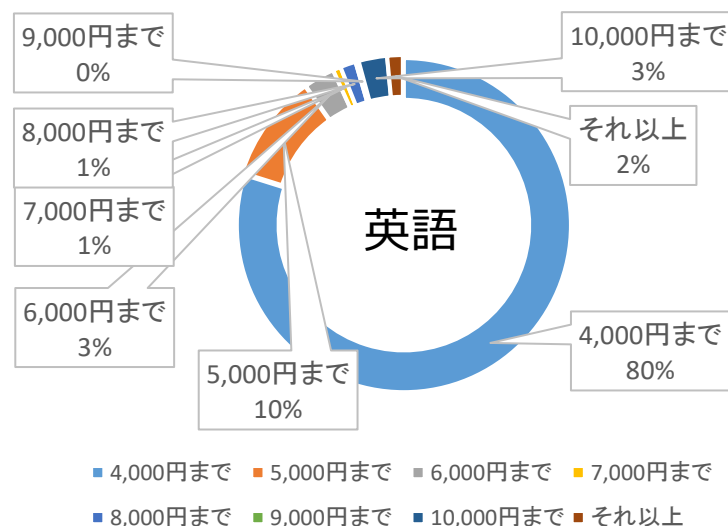 9,000円まで
0%
10,000円まで
3%
8,000円まで
1%
それ以上
2%
7,000円まで
1%
英語
6,000円まで
3%
5,000円まで
10%
4,000円まで
80%
4,000円まで 5,000円まで 6,000円まで 7,000円まで
8,000円まで 9,000円まで 10,000円まで それ以上